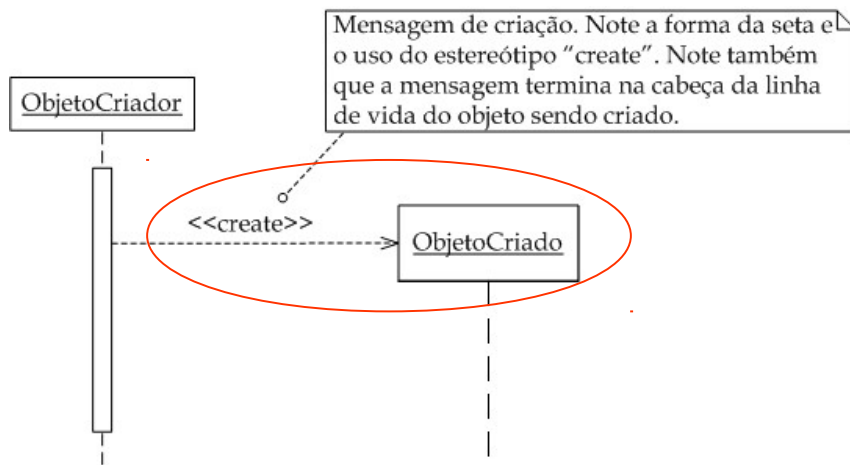 Mensagem de criação. Note a forma da seta e
o uso do estereótipo “create”. Note também
que a mensagem termina na cabeça da linha
de vida do objeto sendo criado.
ObjetoCriador
<<create>>
ObjetoCriado